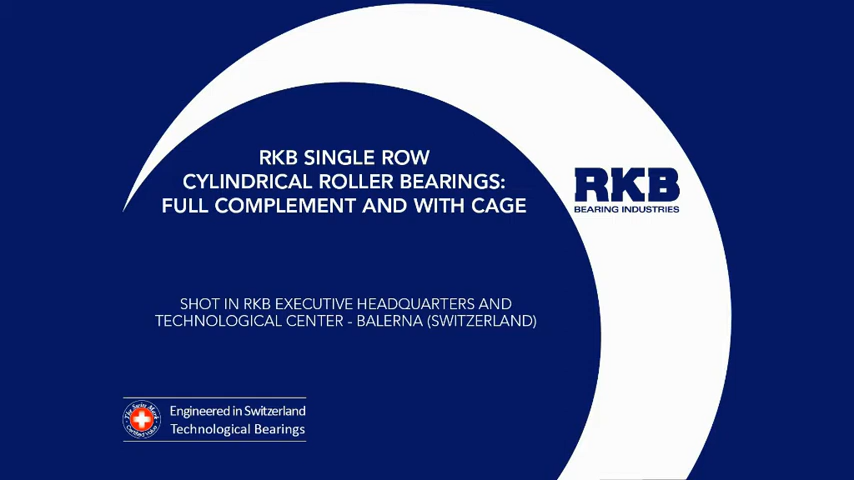 RKB SINGLE ROW
CYLINDRICAL ROLLER BEARINGS:
FULL COMPLEMENT AND WITH CAGE
RKB
BEARING INDUSTRIES
SHOT IN RKB EXECUTIVE HEADQUARTERS AND
TECHNOLOGICAL CENTER - BALERNA (SWITZERLAND)
Engineered in Switzerland
Technological Bearings